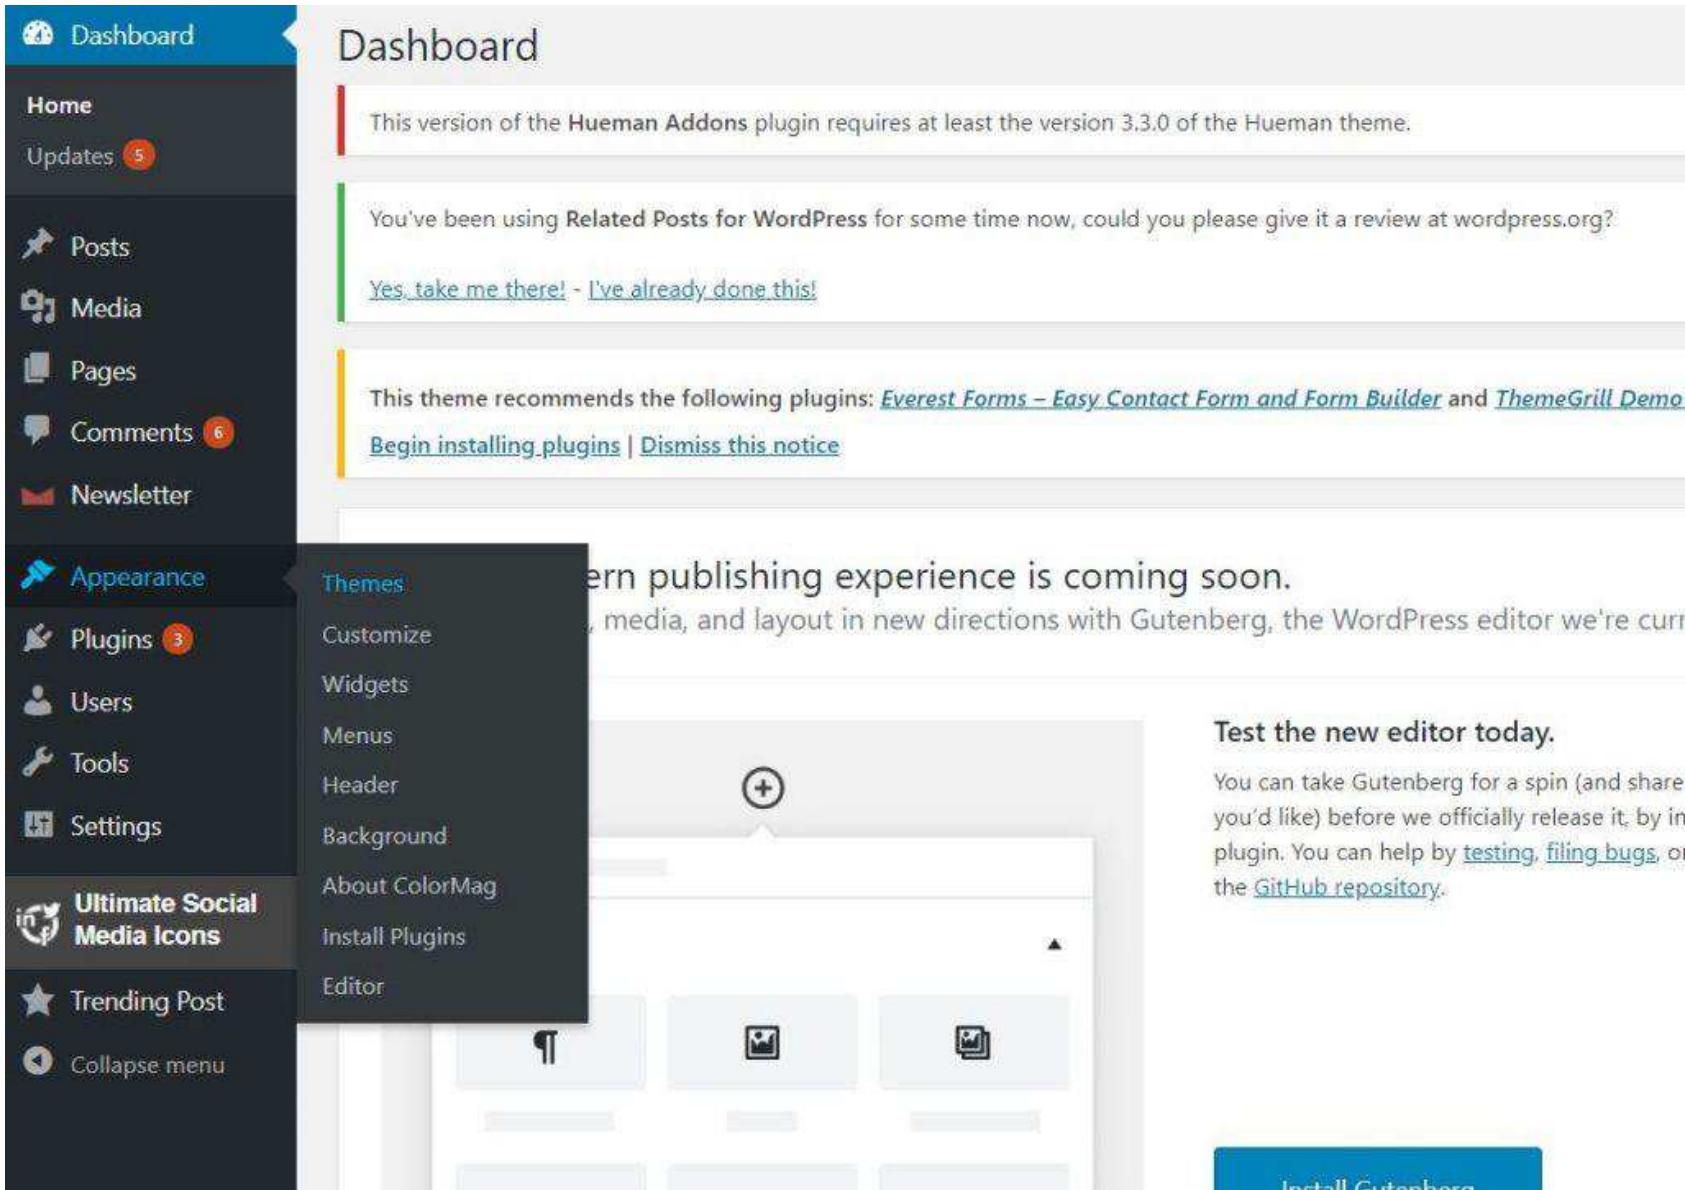 Dashboard
Home
Updates 5
Posts
Media
Pages
Comments 6
Newsletter
Appearance
Plugins 3
Users
Tools
Settings
Ultimate Social
Media Icons
Trending Post
Collapse menu
Themes
Customize
Widgets
Menus
Header
Background
About ColorMag
Install Plugins
Editor
Dashboard
This version of the Hueman Addons plugin requires at least the version 3.3.0 of the Hueman theme.
You've been using Related Posts for WordPress for some time now, could you please give it a review at wordpress.org?
Yes, take me there! - I've already done this!
This theme recommends the following plugins: Everest Forms – Easy Contact Form and Form Builder and ThemeGrill Demo
Begin installing plugins | Dismiss this notice
ern publishing experience is coming soon.
, media, and layout in new directions with Gutenberg, the WordPress editor we're curr
Test the new editor today.
You can take Gutenberg for a spin (and share
you'd like) before we officially release it, by in
plugin. You can help by testing, filing bugs, or
the GitHub repository.
Install Gutenberg